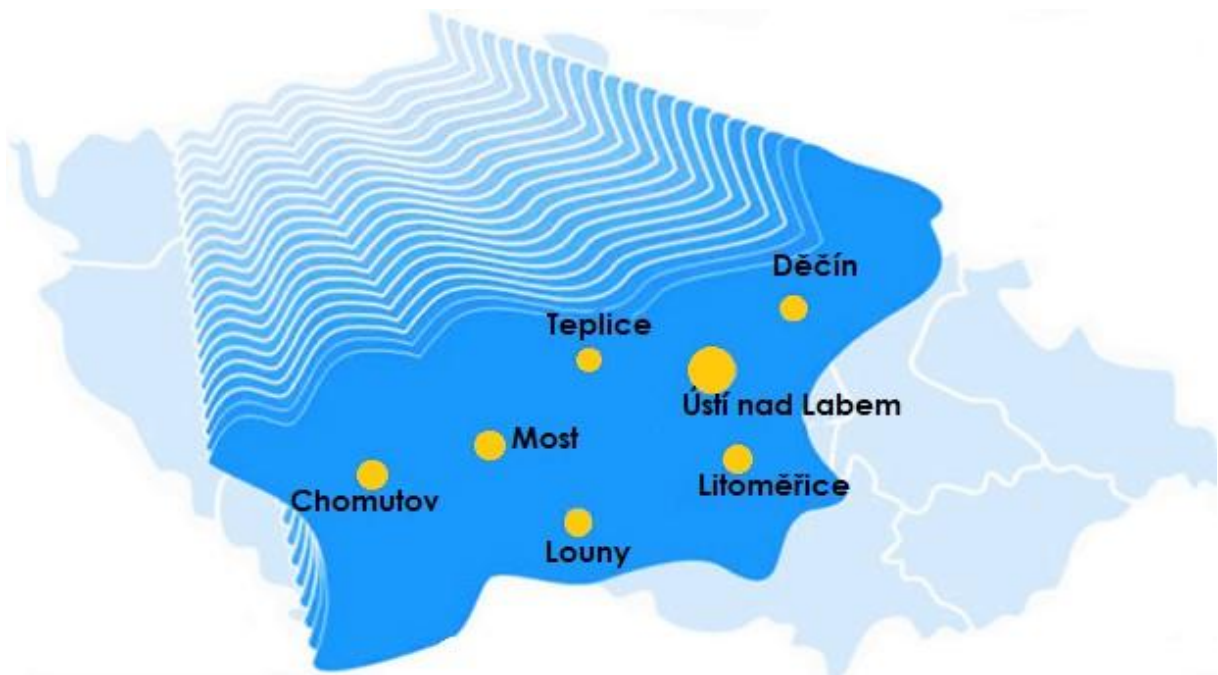 Děčín
Teplice
Ústí nad Labem
Most
Litoměřice
Chomutov
Louny